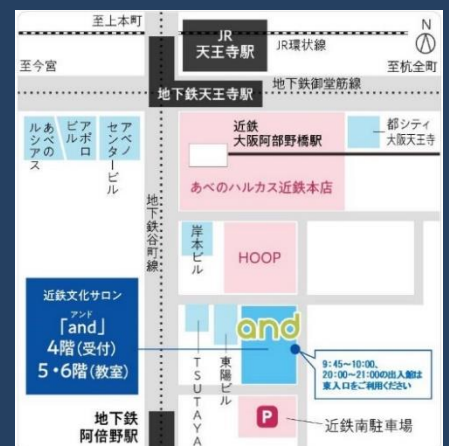 至上本町
JR
天王寺駅
JR環状線
N
至今宮
至杭全町
地下鉄御堂筋線
地下鉄天王寺駅
あべの
ルシアス
アポロ
ビル
アベノ
センタービル
近鉄
大阪阿部野橋駅
都シティ
大阪天王寺
あべのハルカス近鉄本店
地下鉄谷町線
岸本ビル
HOOP
近鉄文化サロン
アンド
「and」
4階(受付)
5・6階(教室)
and
TSUTAYA
東陽ビル
9:45~10:00、
20:00~21:00の出入館は
東入口をご利用ください
地下鉄
阿倍野駅
P
近鉄南駐車場